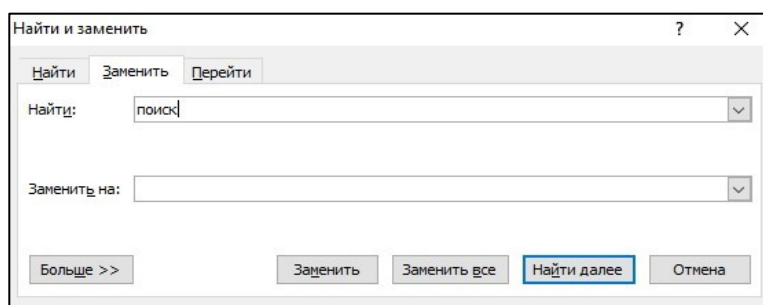 Найти и заменить ? ×
Найти Заменить Перейти
Найти: поиск
Заменить на:
Больше >> Заменить Заменить все Найти далее Отмена